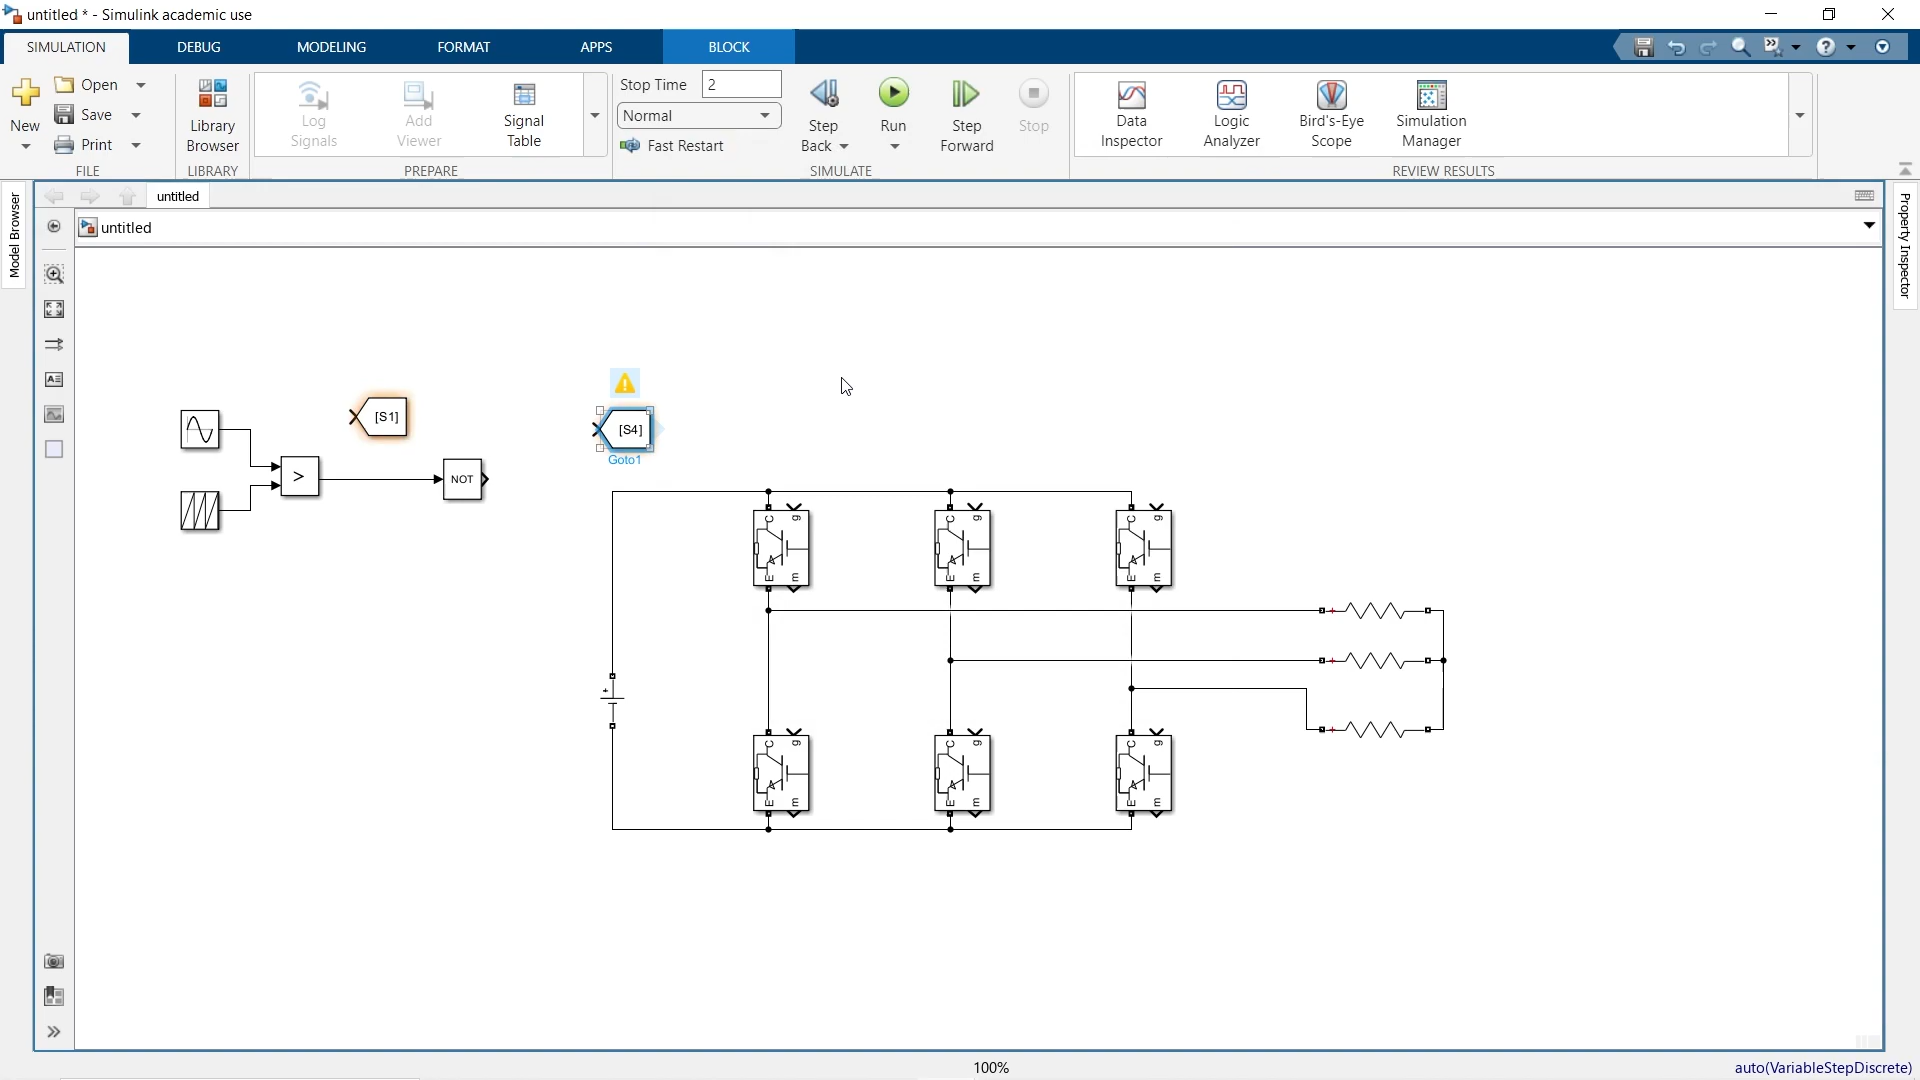 untitled * - Simulink academic use
SIMULATION DEBUG MODELING FORMAT APPS BLOCK
New
Open
Save
Print
FILE
Library
Browser
LIBRARY
Log
Signals
Add
Viewer
Signal
Table
PREPARE
Stop Time 2
Normal
Fast Restart
Step
Back
Run
Step
Forward
Stop
SIMULATE
Data
Inspector
Logic
Analyzer
Bird's-Eye
Scope
Simulation
Manager
REVIEW RESULTS
Model Browser
untitled
untitled
Property Inspector
[S1]
[S4]
Goto1
>
NOT
C g
E m
C g
E m
C g
E m
+
+
+
+
C g
E m
C g
E m
C g
E m
100%
auto(VariableStepDiscrete)